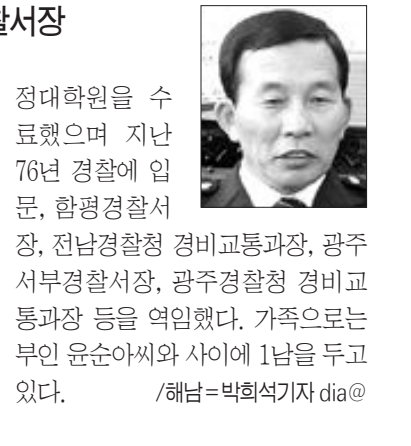 찰서장
정대학원을 수
료했으며 지난
76년 경찰에 입
문, 함평경찰서
장, 전남경찰청 경비교통과장, 광주
서부경찰서장, 광주경찰청 경비교
통과장 등을 역임했다. 가족으로는
부인 윤순아씨와 사이에 1남을 두고
있다. /해남=박희석기자 dia@